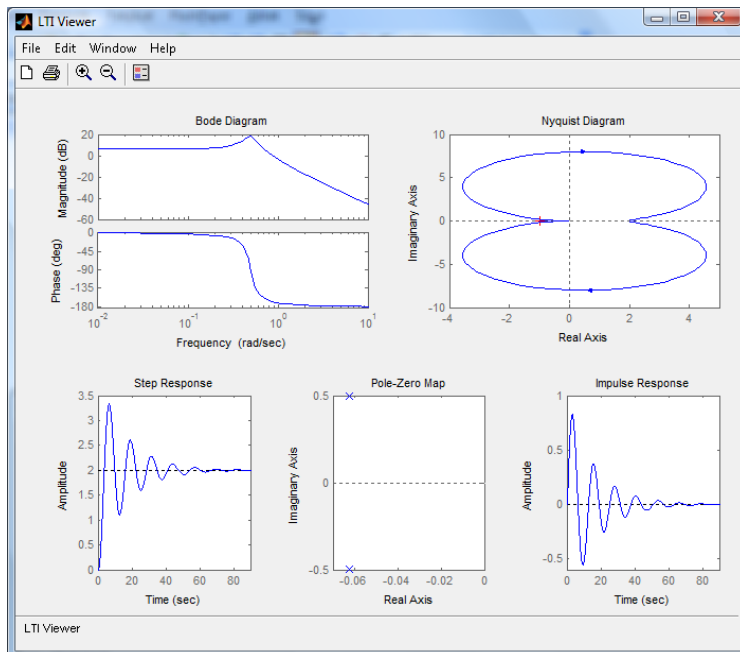 LTI Viewer
File Edit Window Help
Bode Diagram
Magnitude (dB)
20
0
-20
-40
-60
Phase (deg)
0
-45
-90
-135
-180
10^-2
10^-1
10^0
10^1
Frequency (rad/sec)
Nyquist Diagram
Imaginary Axis
10
5
0
-5
-10
-4 -2 0 2 4
Real Axis
Step Response
Amplitude
3.5
3
2.5
2
1.5
1
0.5
0
0 20 40 60 80
Time (sec)
Pole-Zero Map
Imaginary Axis
0.5
0
-0.5
-0.06 -0.04 -0.02 0
Real Axis
Impulse Response
Amplitude
1
0.5
0
-0.5
0 20 40 60 80
Time (sec)
LTI Viewer